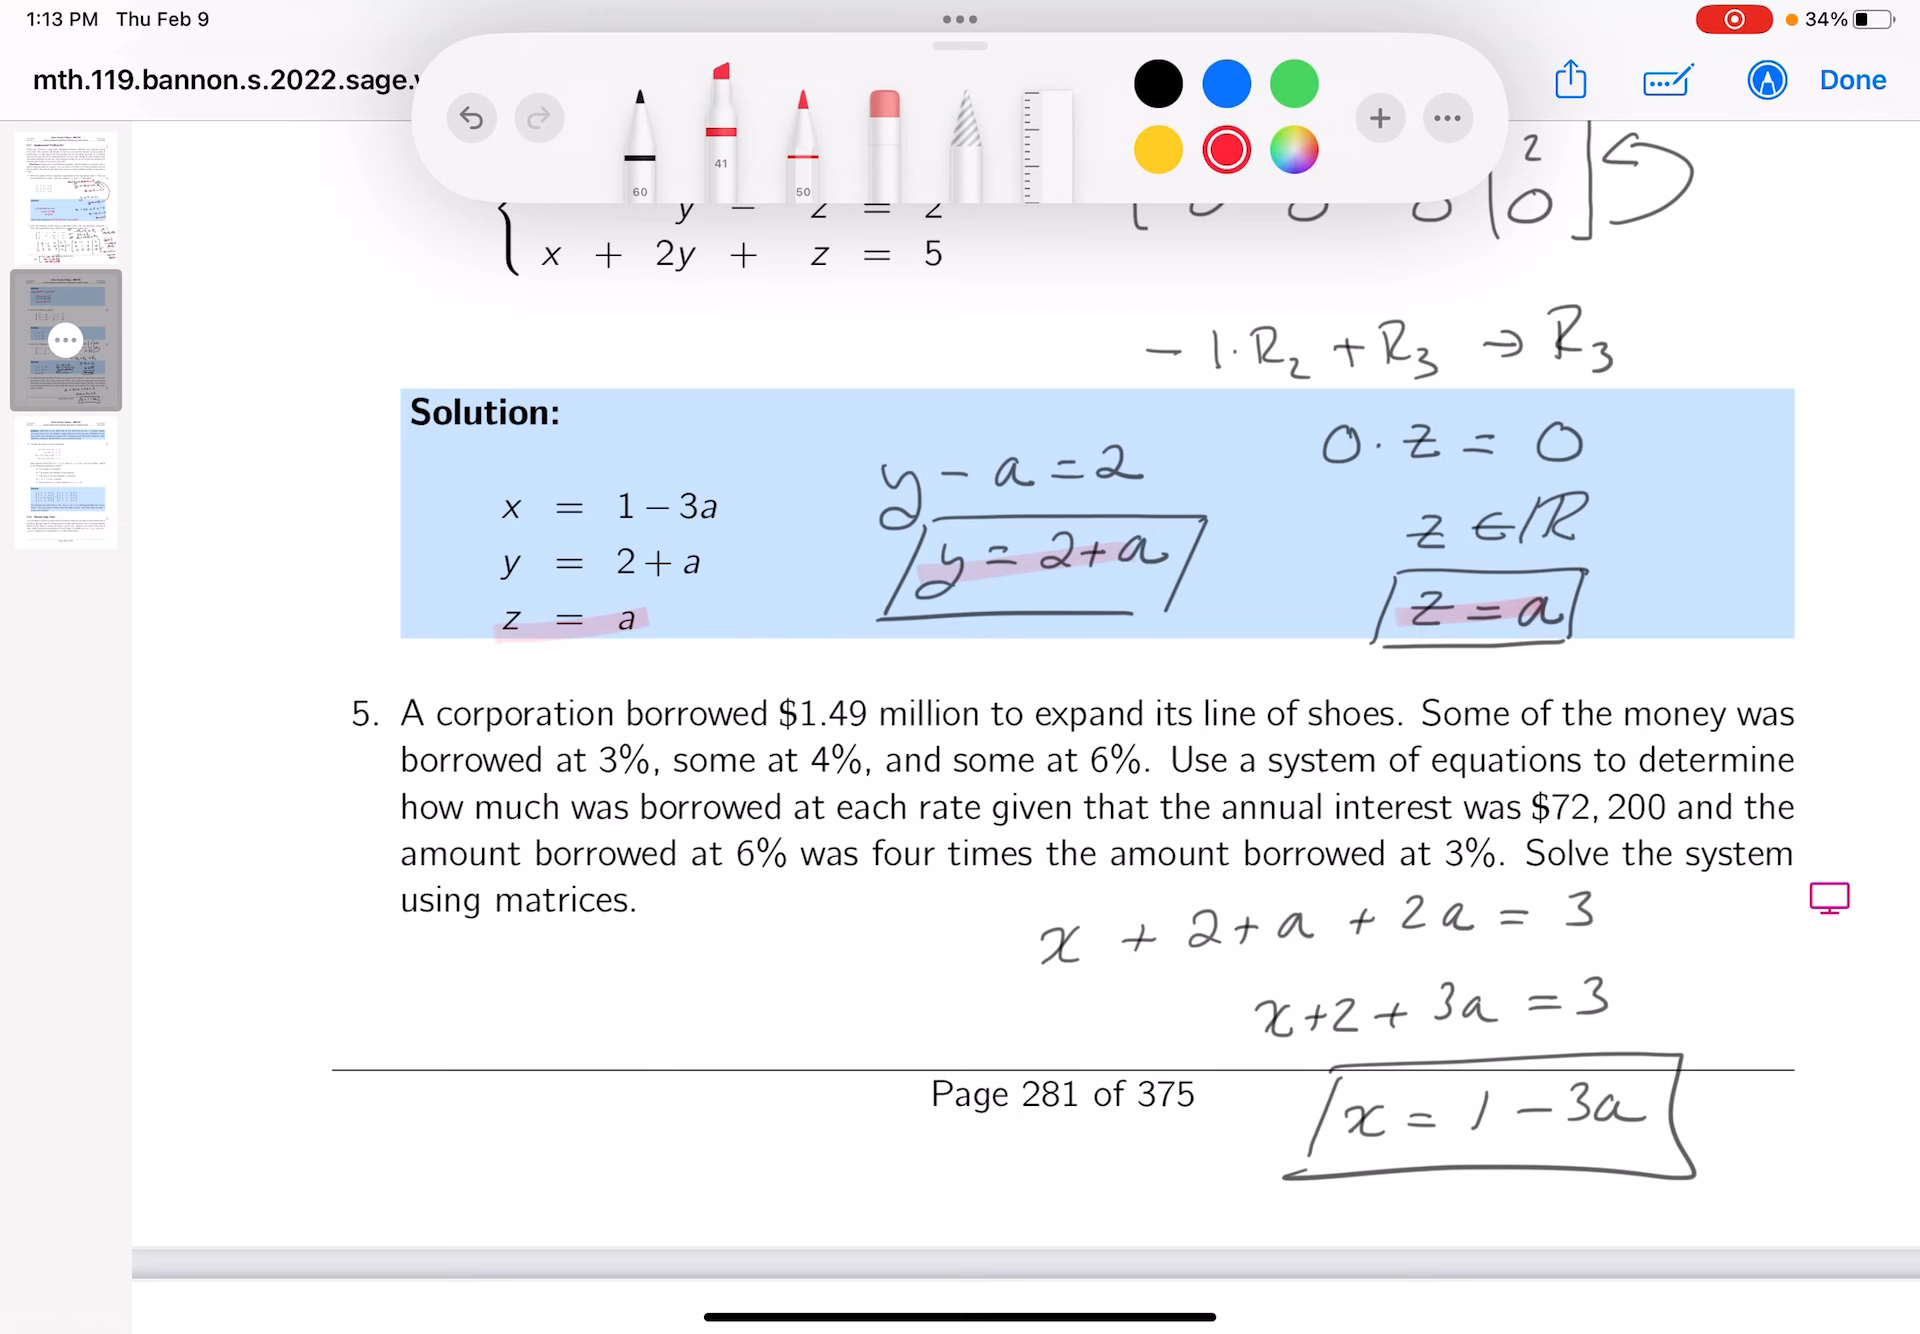 1:13 PM Thu Feb 9
34%
mth.119.bannon.s.2022.sage.
Done
60
41
50
2
0 0 0 | 0 ]
y − z = 2
x + 2y + z = 5
− 1·R₂ + R₃ → R₃
Solution:
0 · z = 0
y − a = 2
x = 1 − 3a
z ∈ ℝ
y = 2 + a
y = 2 + a
z = a
z = a
5. A corporation borrowed $1.49 million to expand its line of shoes. Some of the money was
borrowed at 3%, some at 4%, and some at 6%. Use a system of equations to determine
how much was borrowed at each rate given that the annual interest was $72, 200 and the
amount borrowed at 6% was four times the amount borrowed at 3%. Solve the system
using matrices.
x + 2 + a + 2a = 3
x + 2 + 3a = 3
Page 281 of 375
x = 1 − 3a